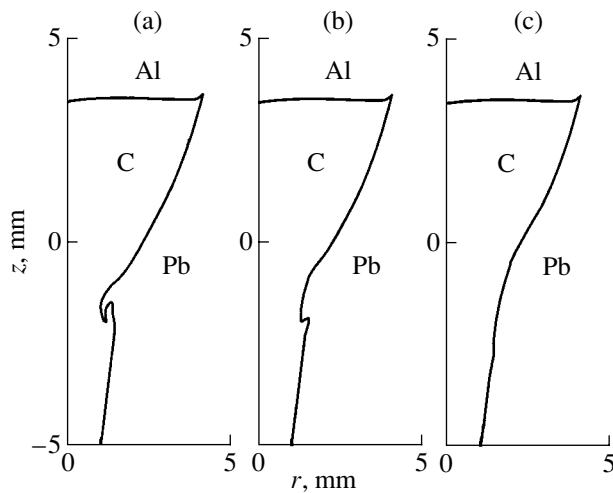 (a) (b) (c)
5 5 5
Al Al Al
C C C
z, mm
0 0 0
Pb Pb Pb
−5
0 5 0 5 0 5
r, mm